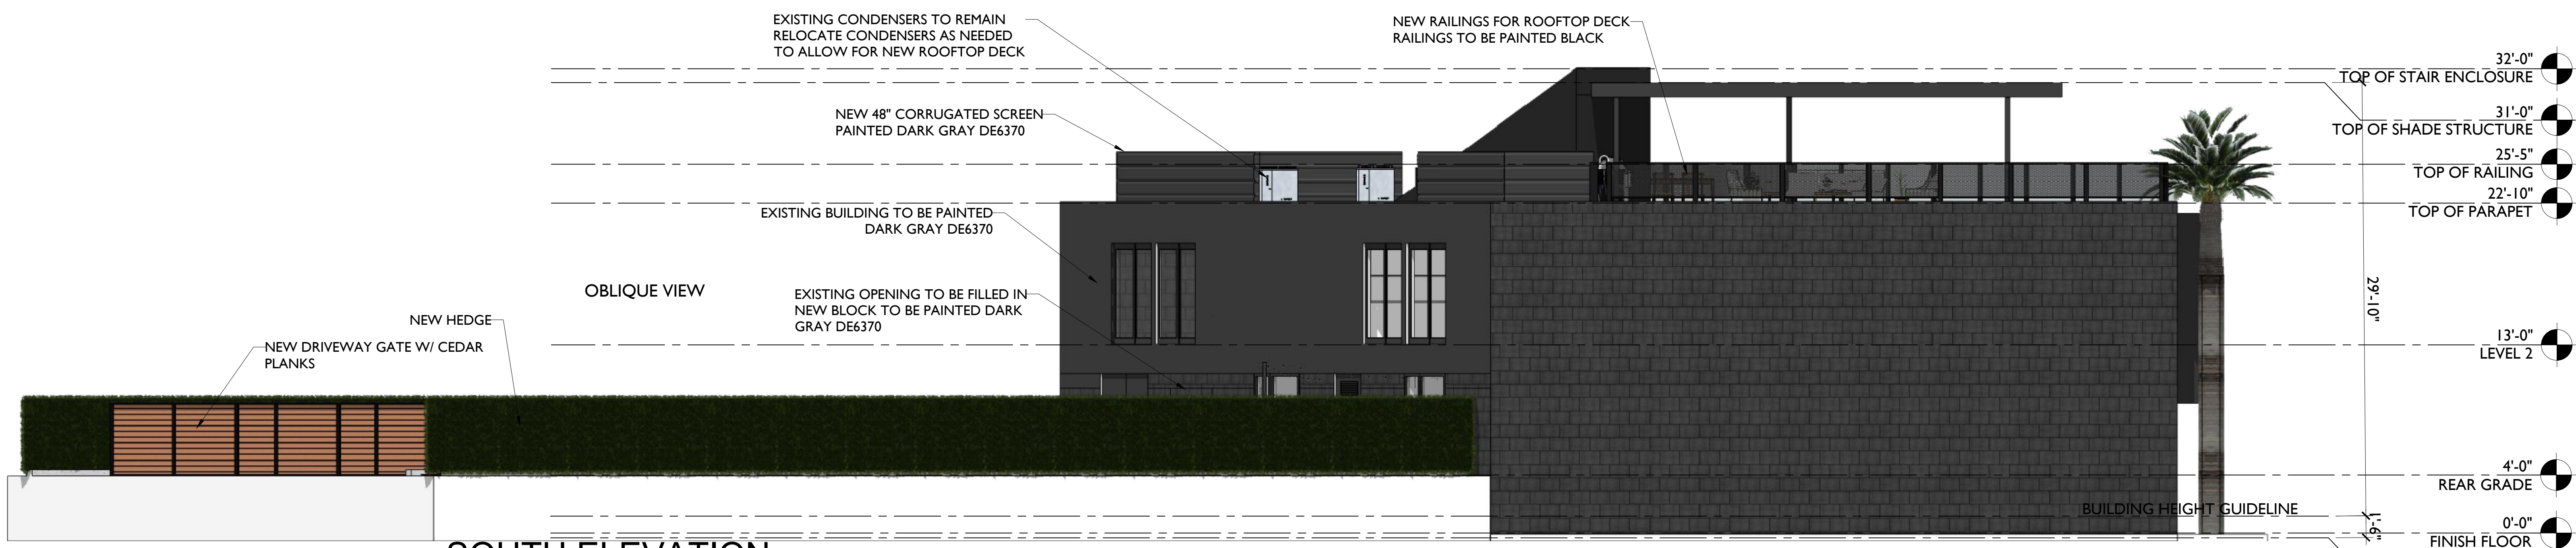 EXISTING CONDENSERS TO REMAIN
RELOCATE CONDENSERS AS NEEDED
TO ALLOW FOR NEW ROOFTOP DECK
NEW RAILINGS FOR ROOFTOP DECK
RAILINGS TO BE PAINTED BLACK
32'-0"
TOP OF STAIR ENCLOSURE
NEW 48" CORRUGATED SCREEN
PAINTED DARK GRAY DE6370
31'-0"
TOP OF SHADE STRUCTURE
25'-5"
TOP OF RAILING
22'-10"
TOP OF PARAPET
EXISTING BUILDING TO BE PAINTED
DARK GRAY DE6370
OBLIQUE VIEW
EXISTING OPENING TO BE FILLED IN
NEW BLOCK TO BE PAINTED DARK
GRAY DE6370
29'-10"
NEW HEDGE
NEW DRIVEWAY GATE W/ CEDAR
PLANKS
13'-0"
LEVEL 2
4'-0"
REAR GRADE
BUILDING HEIGHT GUIDELINE
1'-6"
0'-0"
FINISH FLOOR
SOUTH ELEVATION